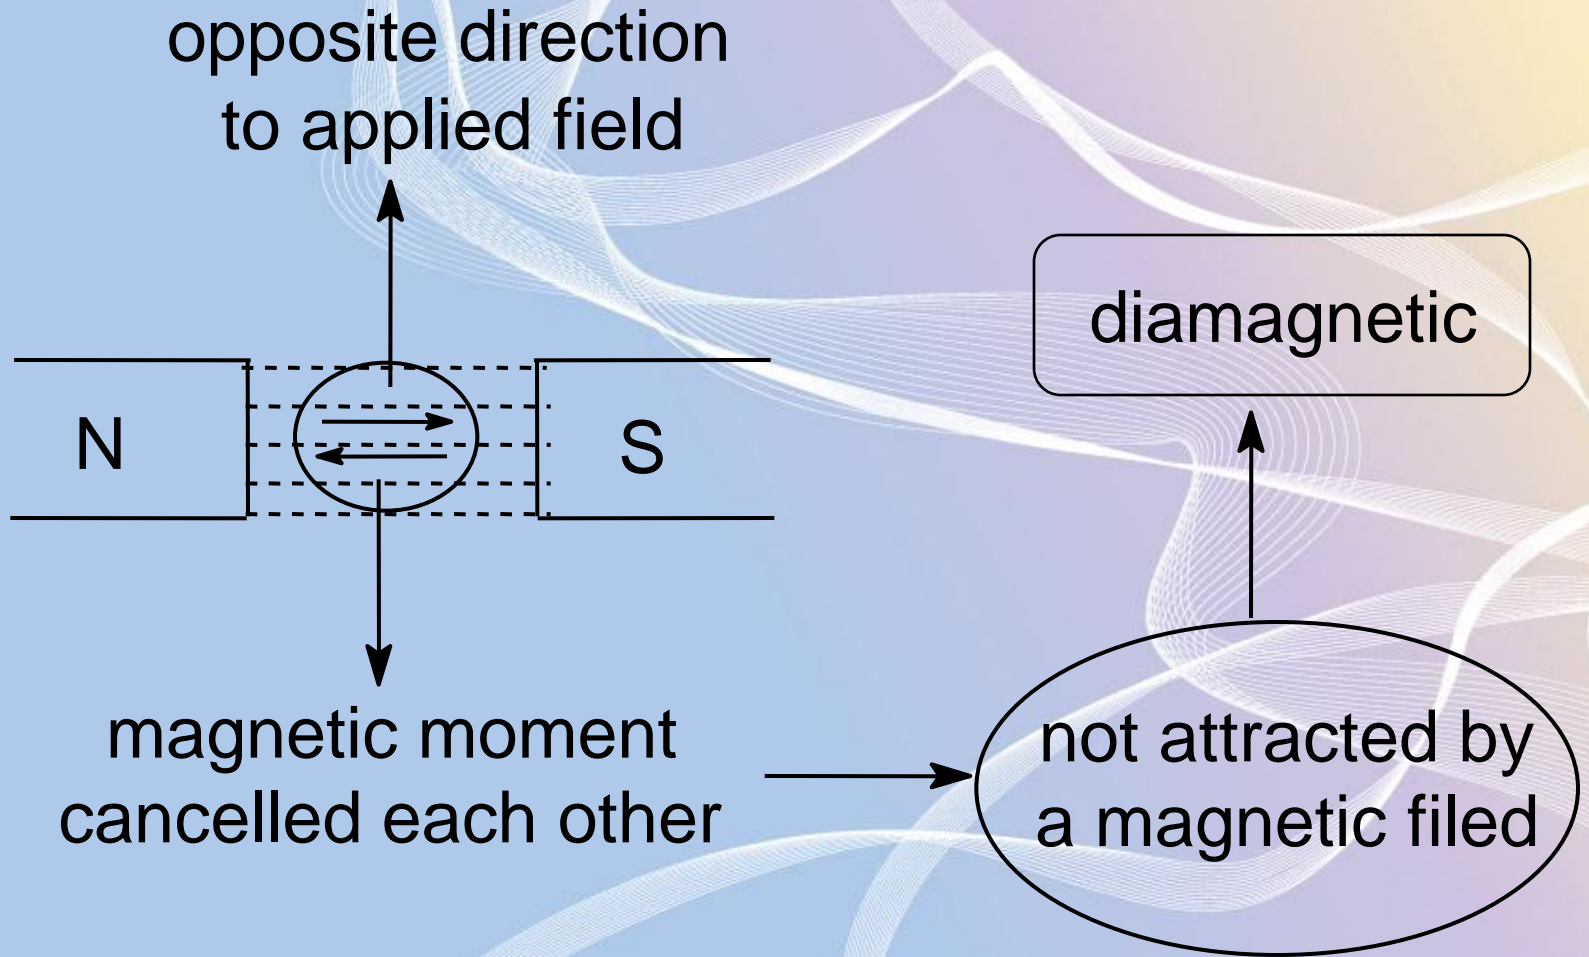 opposite direction
to applied field
diamagnetic
N
S
magnetic moment
cancelled each other
not attracted by
a magnetic filed